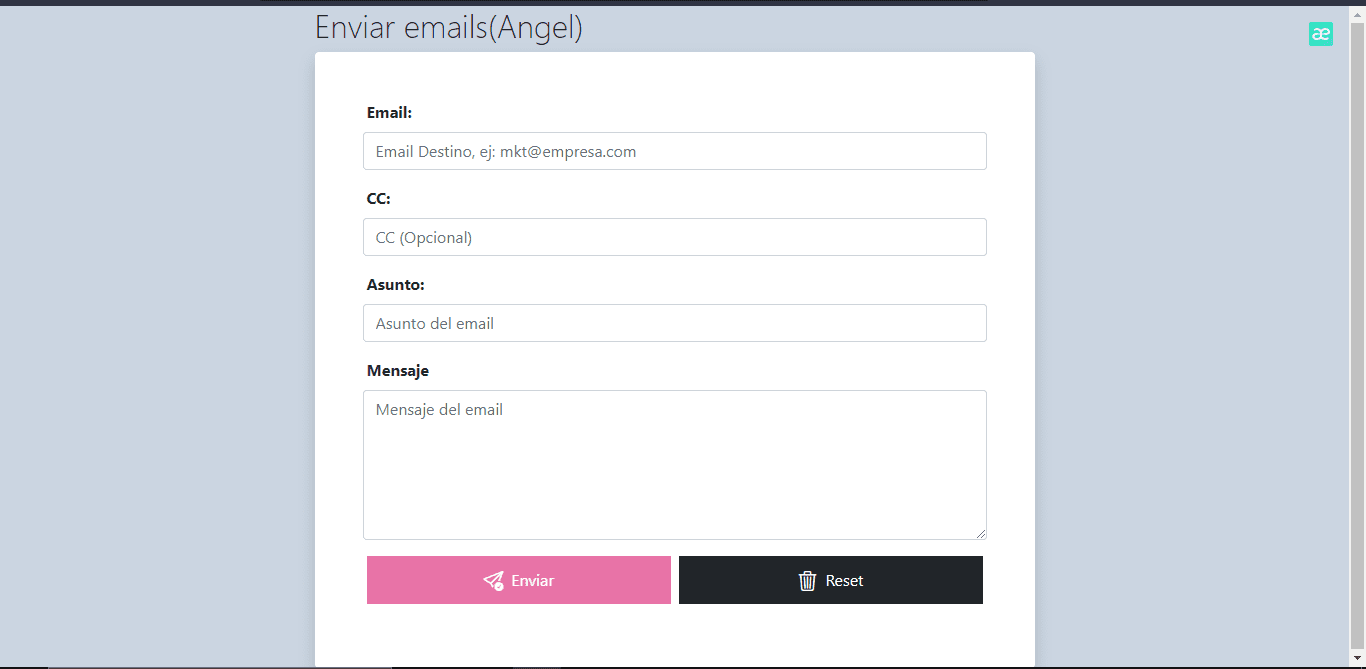 Enviar emails(Angel)
æ
Email:
Email Destino, ej: mkt@empresa.com
CC:
CC (Opcional)
Asunto:
Asunto del email
Mensaje
Mensaje del email
Enviar
Reset